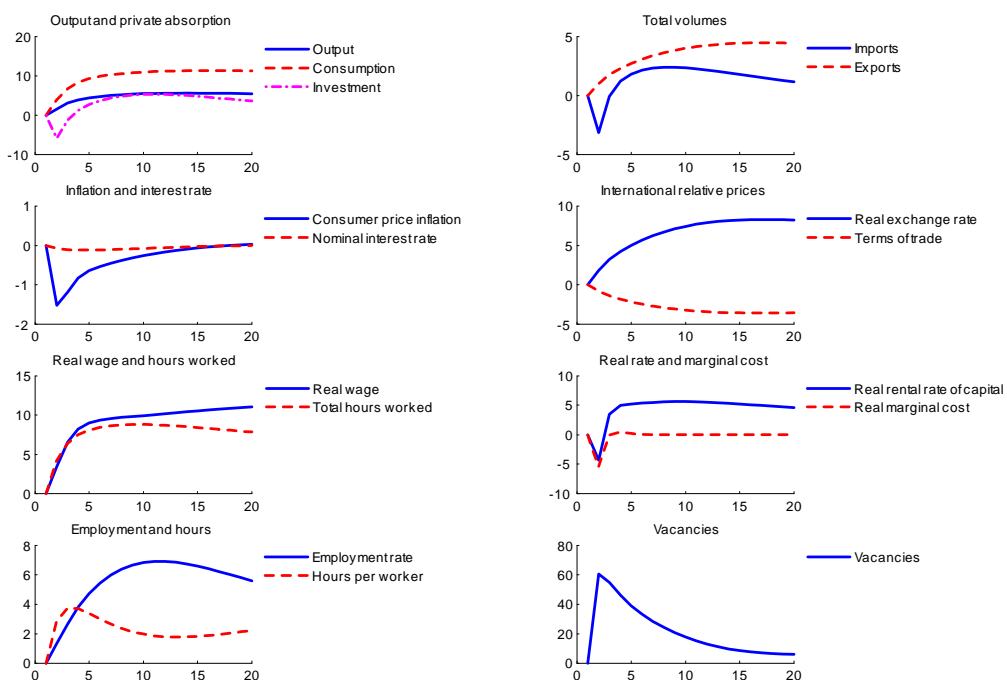 Output and private absorption
20
10
0
-10
0 5 10 15 20
Output
Consumption
Investment
Total volumes
5
0
-5
0 5 10 15 20
Imports
Exports
Inflation and interest rate
1
0
-1
-2
0 5 10 15 20
Consumer price inflation
Nominal interest rate
International relative prices
10
5
0
-5
0 5 10 15 20
Real exchange rate
Terms of trade
Real wage and hours worked
15
10
5
0
0 5 10 15 20
Real wage
Total hours worked
Real rate and marginal cost
10
5
0
-5
-10
0 5 10 15 20
Real rental rate of capital
Real marginal cost
Employment and hours
8
6
4
2
0
0 5 10 15 20
Employment rate
Hours per worker
Vacancies
80
60
40
20
0
0 5 10 15 20
Vacancies